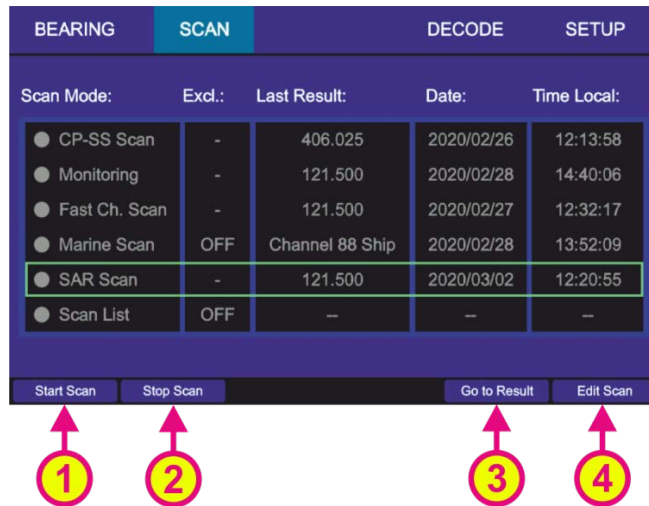 BEARING SCAN DECODE SETUP
Scan Mode: Excl.: Last Result: Date: Time Local:
CP-SS Scan - 406.025 2020/02/26 12:13:58
Monitoring - 121.500 2020/02/28 14:40:06
Fast Ch. Scan - 121.500 2020/02/27 12:32:17
Marine Scan OFF Channel 88 Ship 2020/02/28 13:52:09
SAR Scan - 121.500 2020/03/02 12:20:55
Scan List OFF -- -- --
Start Scan Stop Scan Go to Result Edit Scan
1 2 3 4